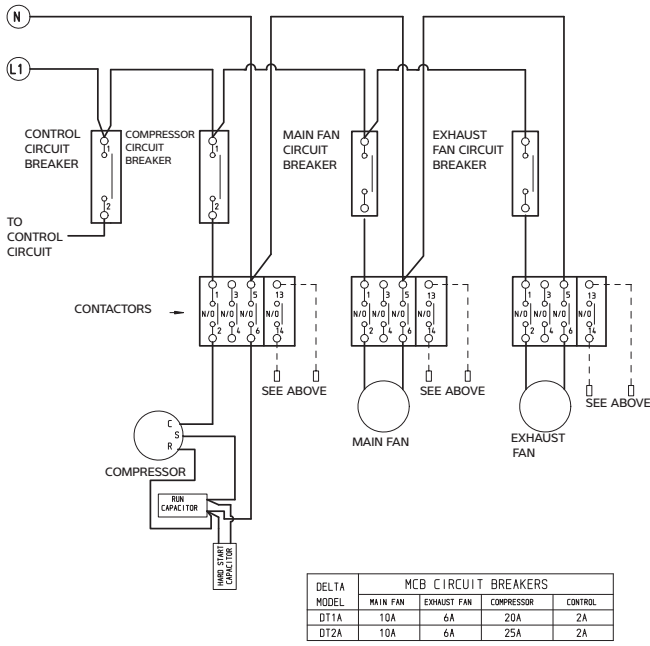 N
L1
CONTROL
CIRCUIT
BREAKER
COMPRESSOR
CIRCUIT
BREAKER
MAIN FAN
CIRCUIT
BREAKER
EXHAUST
FAN CIRCUIT
BREAKER
1
2
1
2
TO
CONTROL
CIRCUIT
CONTACTORS
1 3 5 13
N/O N/O N/O N/O
2 4 6 14
SEE ABOVE
1 3 5 13
N/O N/O N/O N/O
2 4 6 14
SEE ABOVE
1 3 5 13
N/O N/O N/O N/O
2 4 6 14
SEE ABOVE
C
S
R
COMPRESSOR
MAIN FAN
EXHAUST
FAN
RUN
CAPACITOR
HARD START
CAPACITOR
DELTA
MODEL
MCB CIRCUIT BREAKERS
MAIN FAN EXHAUST FAN COMPRESSOR CONTROL
DT1A 10A 6A 20A 2A
DT2A 10A 6A 25A 2A